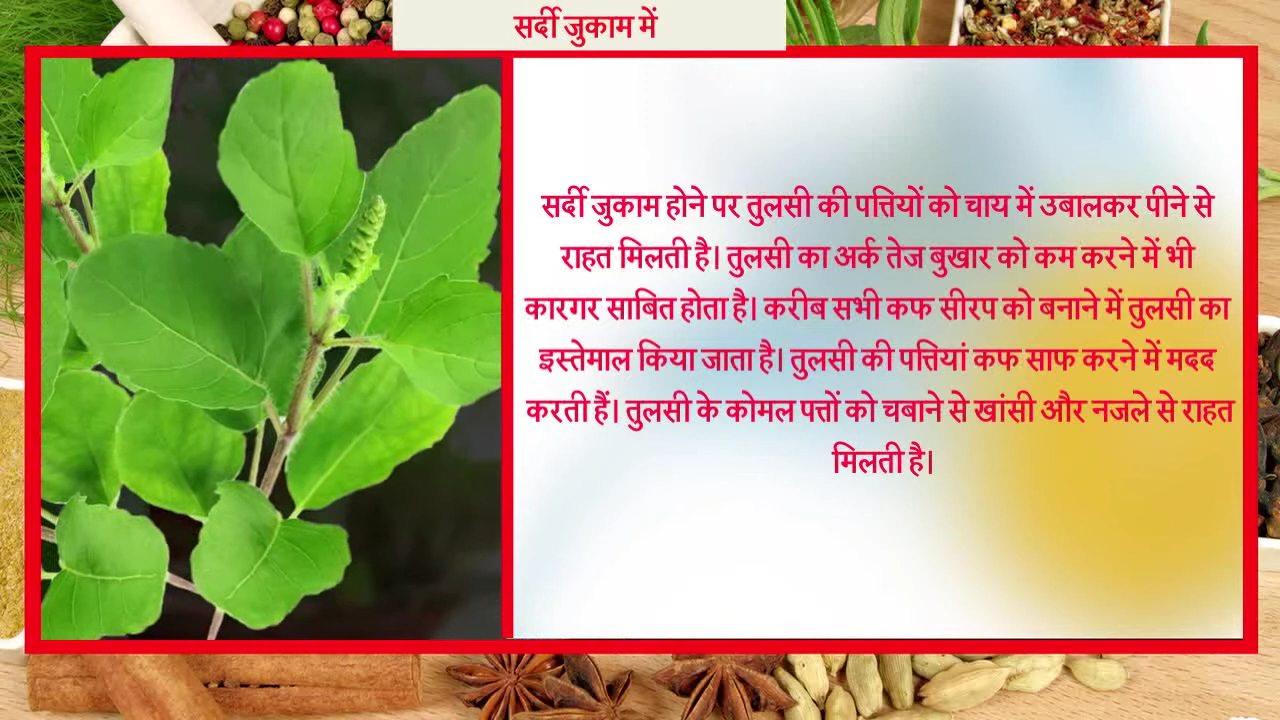 सर्दी जुकाम में
सर्दी जुकाम होने पर तुलसी की पत्तियों को चाय में उबालकर पीने से
राहत मिलती है। तुलसी का अर्क तेज बुखार को कम करने में भी
कारगर साबित होता है। करीब सभी कफ सीरप को बनाने में तुलसी का
इस्तेमाल किया जाता है। तुलसी की पत्तियां कफ साफ करने में मदद
करती हैं। तुलसी के कोमल पत्तों को चबाने से खांसी और नजले से राहत
मिलती है।